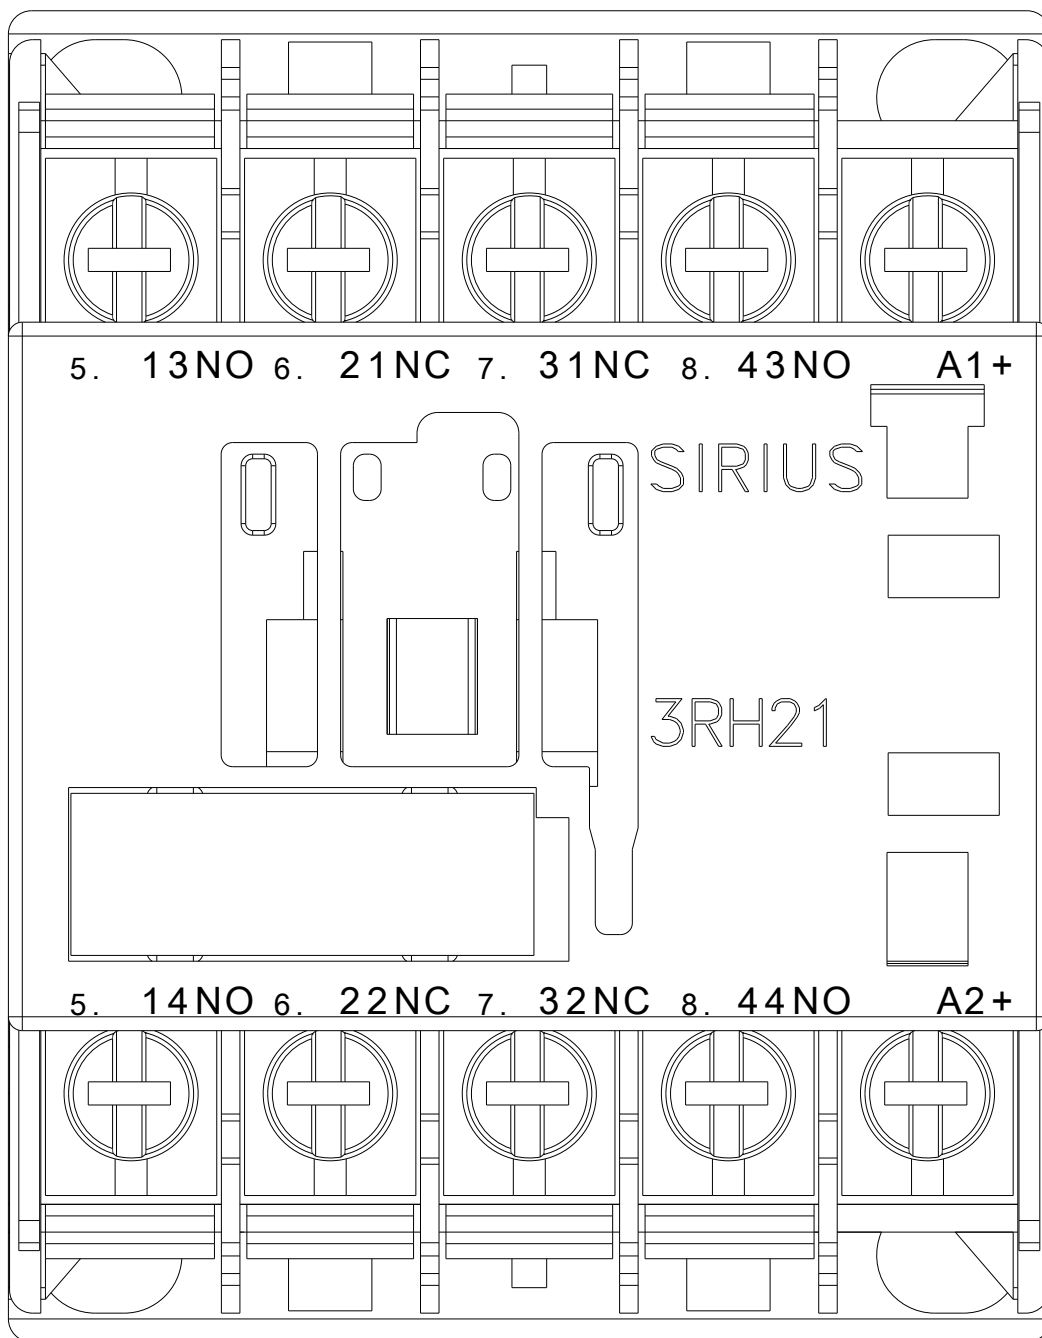 5. 13NO 6. 21NC 7. 31NC 8. 43NO A1+
SIRIUS
3RH21
5. 14NO 6. 22NC 7. 32NC 8. 44NO A2+